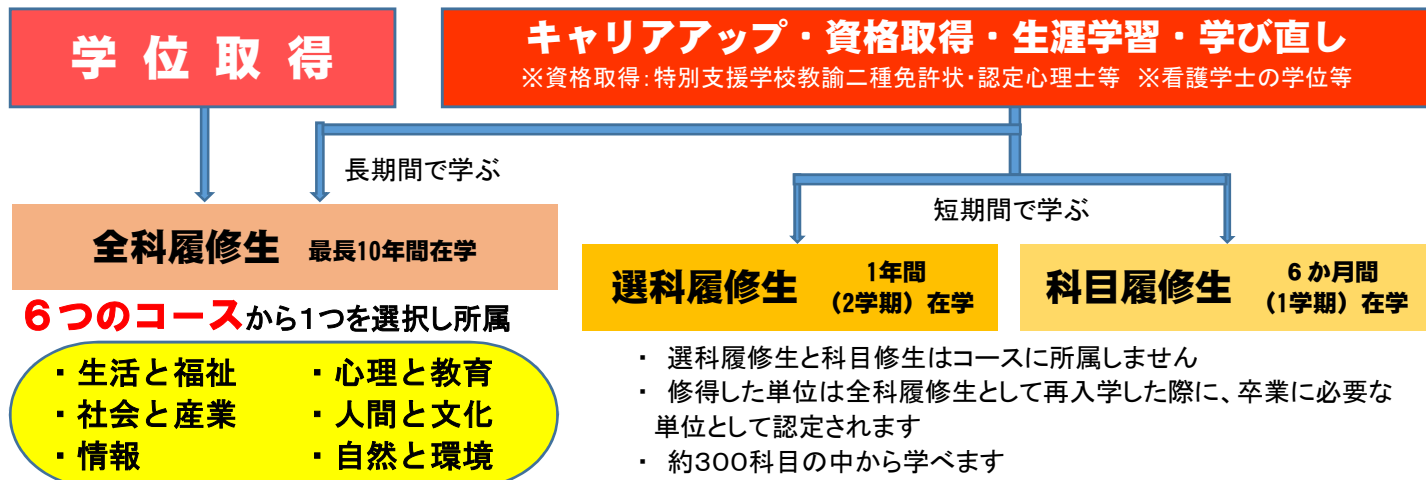 学位取得
キャリアアップ・資格取得・生涯学習・学び直し
※資格取得：特別支援学校教諭二種免許状・認定心理士等 ※看護学士の学位等
長期間で学ぶ
短期間で学ぶ
全科履修生 最長10年間在学
選科履修生 1年間
（2学期）在学
科目履修生 6か月間
（1学期）在学
6つのコースから1つを選択し所属
・生活と福祉 ・心理と教育
・社会と産業 ・人間と文化
・情報 ・自然と環境
・ 選科履修生と科目修生はコースに所属しません
・ 修得した単位は全科履修生として再入学した際に、卒業に必要な
単位として認定されます
・ 約300科目の中から学べます